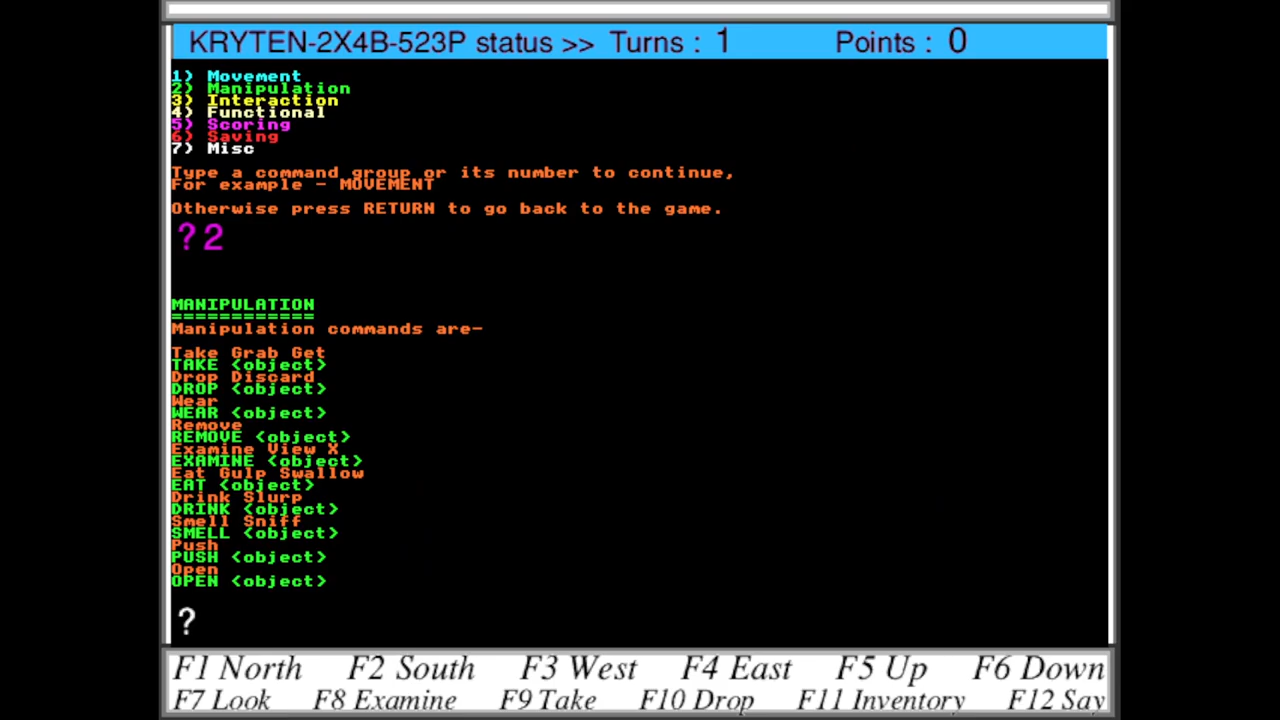 KRYTEN-2X4B-523P status >> Turns : 1 Points : 0
1) Movement
2) Manipulation
3) Interaction
4) Functional
5) Scoring
6) Saving
7) Misc
Type a command group or its number to continue,
For example - MOVEMENT
Otherwise press RETURN to go back to the game.
?2
MANIPULATION
============
Manipulation commands are-
Take Grab Get
TAKE <object>
Drop Discard
DROP <object>
Wear
WEAR <object>
Remove
REMOVE <object>
Examine View X
EXAMINE <object>
Eat Gulp Swallow
EAT <object>
Drink Slurp
DRINK <object>
Smell Sniff
SMELL <object>
Push
PUSH <object>
Open
OPEN <object>
?
F1 North F2 South F3 West F4 East F5 Up F6 Down
F7 Look F8 Examine F9 Take F10 Drop F11 Inventory F12 Say